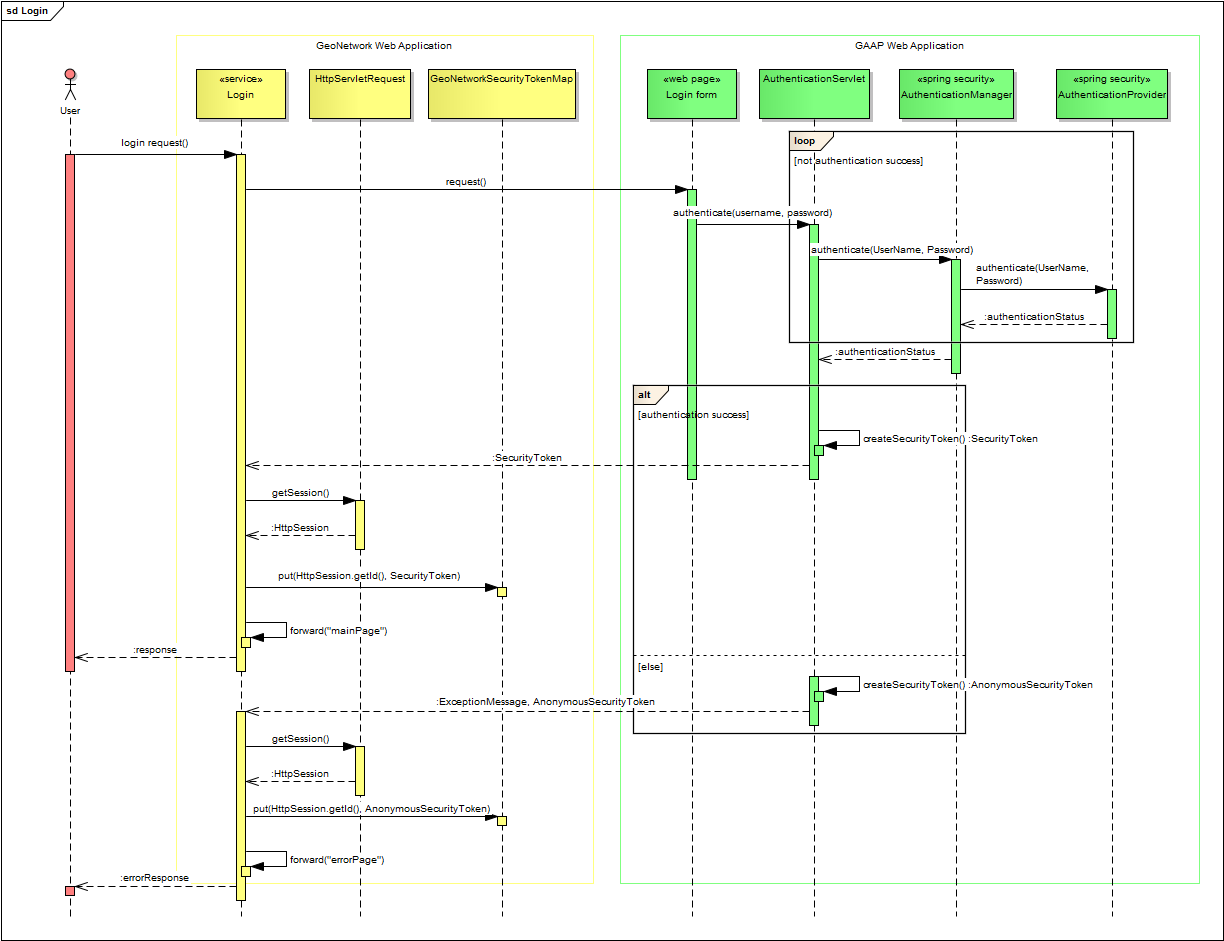 sd Login
GeoNetwork Web Application
GAAP Web Application
User
«service»
Login
HttpServletRequest
GeoNetworkSecurityTokenMap
«web page»
Login form
AuthenticationServlet
«spring security»
AuthenticationManager
«spring security»
AuthenticationProvider
loop
[not authentication success]
login request()
request()
authenticate(username, password)
authenticate(UserName, Password)
authenticate(UserName,
Password)
:authenticationStatus
:authenticationStatus
alt
[authentication success]
createSecurityToken() :SecurityToken
:SecurityToken
getSession()
:HttpSession
put(HttpSession.getId(), SecurityToken)
forward("mainPage")
:response
[else]
createSecurityToken() :AnonymousSecurityToken
:ExceptionMessage, AnonymousSecurityToken
getSession()
:HttpSession
put(HttpSession.getId(), AnonymousSecurityToken)
forward("errorPage")
:errorResponse